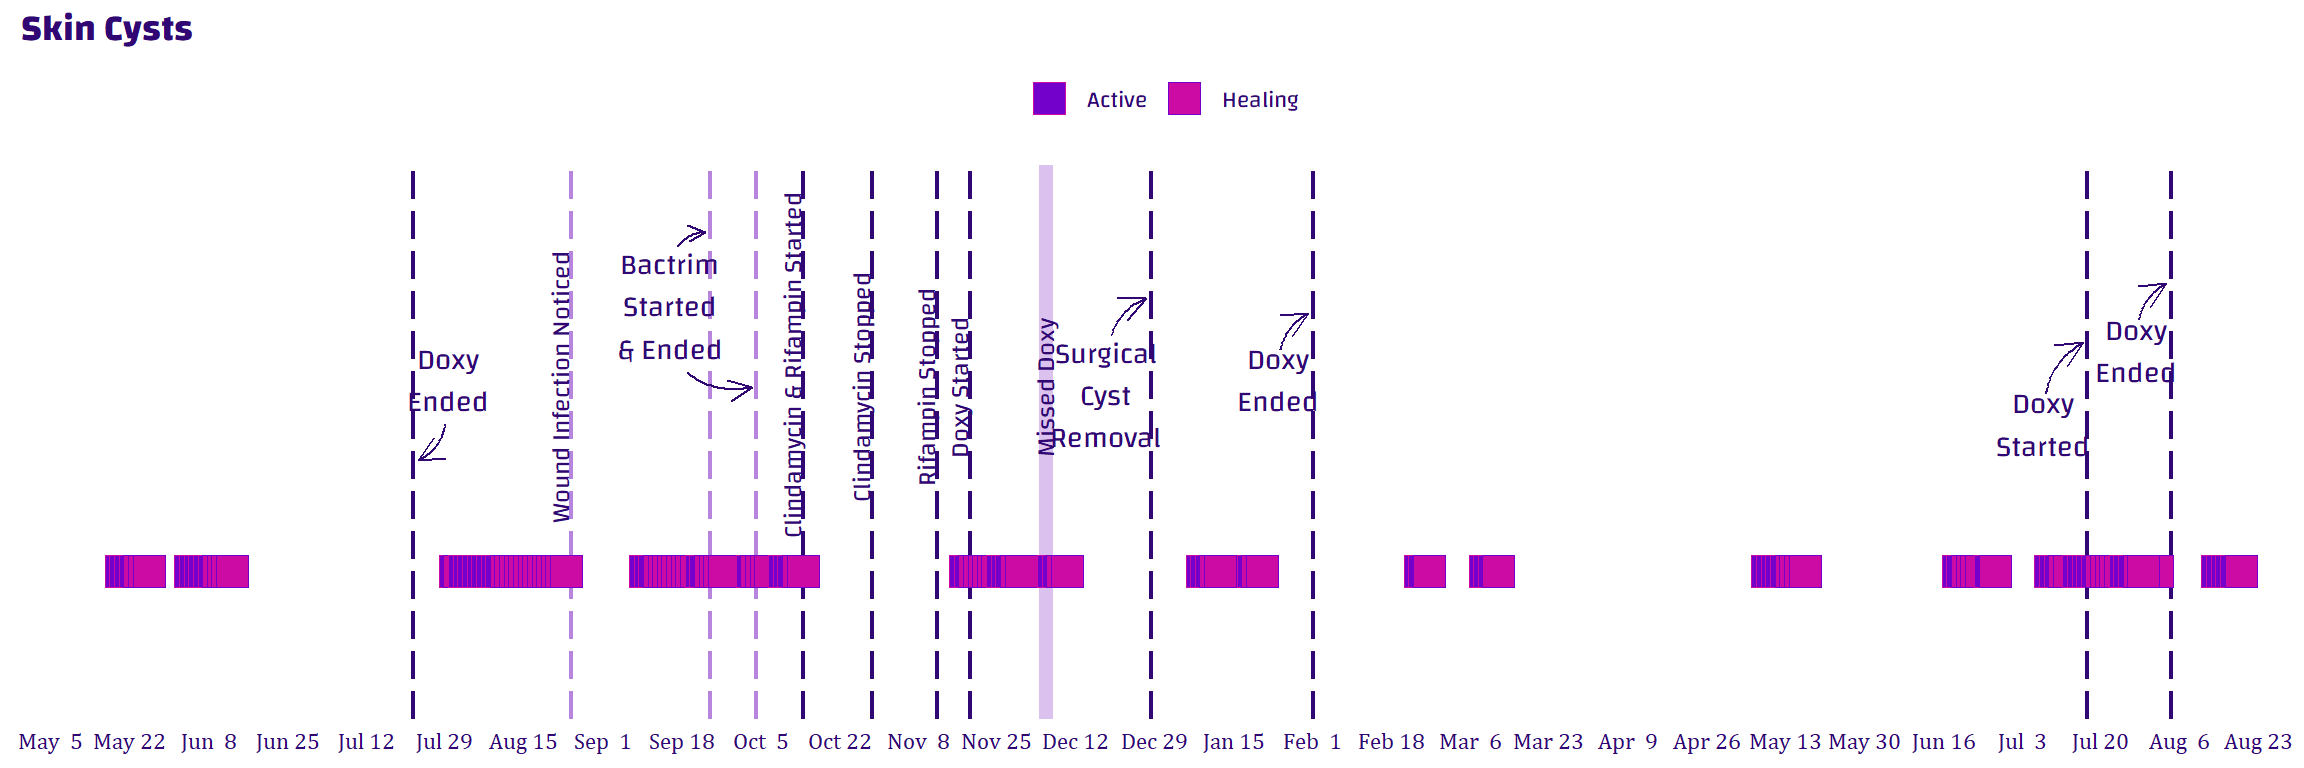 Skin Cysts
Active
Healing
Doxy
Ended
Wound Infection Noticed
Bactrim
Started
& Ended
Clindamycin & Rifampin Started
Clindamycin Stopped
Rifampin Stopped
Doxy Started
Missed Doxy
Surgical
Cyst
Removal
Doxy
Ended
Doxy
Started
Doxy
Ended
May 5 May 22 Jun 8 Jun 25 Jul 12 Jul 29 Aug 15 Sep 1 Sep 18 Oct 5 Oct 22 Nov 8 Nov 25 Dec 12 Dec 29 Jan 15 Feb 1 Feb 18 Mar 6 Mar 23 Apr 9 Apr 26 May 13 May 30 Jun 16 Jul 3 Jul 20 Aug 6 Aug 23